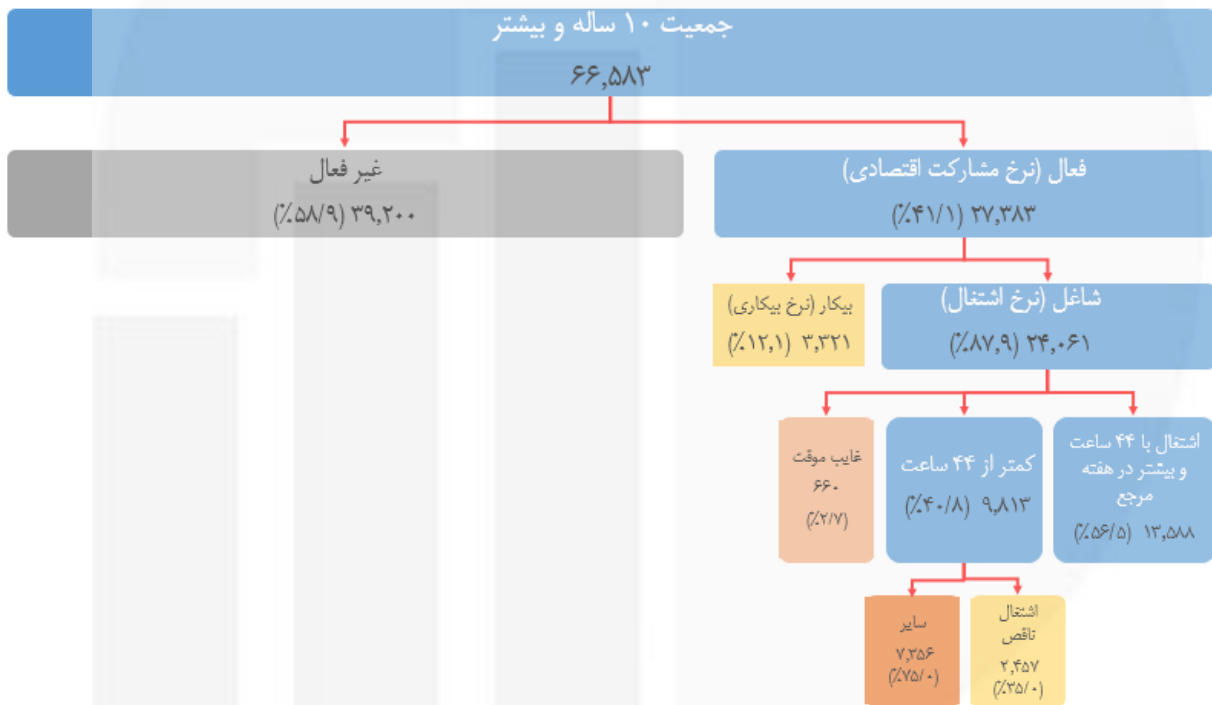 جمعیت ۱۰ ساله و بیشتر
۶۶,۵۸۳
فعال (نرخ مشارکت اقتصادی)
۲۷,۳۸۳ (٪۴۱/۱)
غیر فعال
۳۹,۲۰۰ (٪۵۸/۹)
شاغل (نرخ اشتغال)
۲۴,۰۶۱ (٪۸۷,۹)
بیکار (نرخ بیکاری)
۳,۳۲۱ (٪۱۲,۱)
اشتغال با ۴۴ ساعت
و بیشتر در هفته
مرجع
۱۳,۵۸۸ (٪۵۶/۵)
کمتر از ۴۴ ساعت
۹,۸۱۳ (٪۴۰/۸)
غایب موقت
۶۶۰
(٪۲/۷)
اشتغال
ناقص
۲,۴۵۷
(٪۳۵/۰)
سایر
۷,۳۵۶
(٪۷۵/۰)